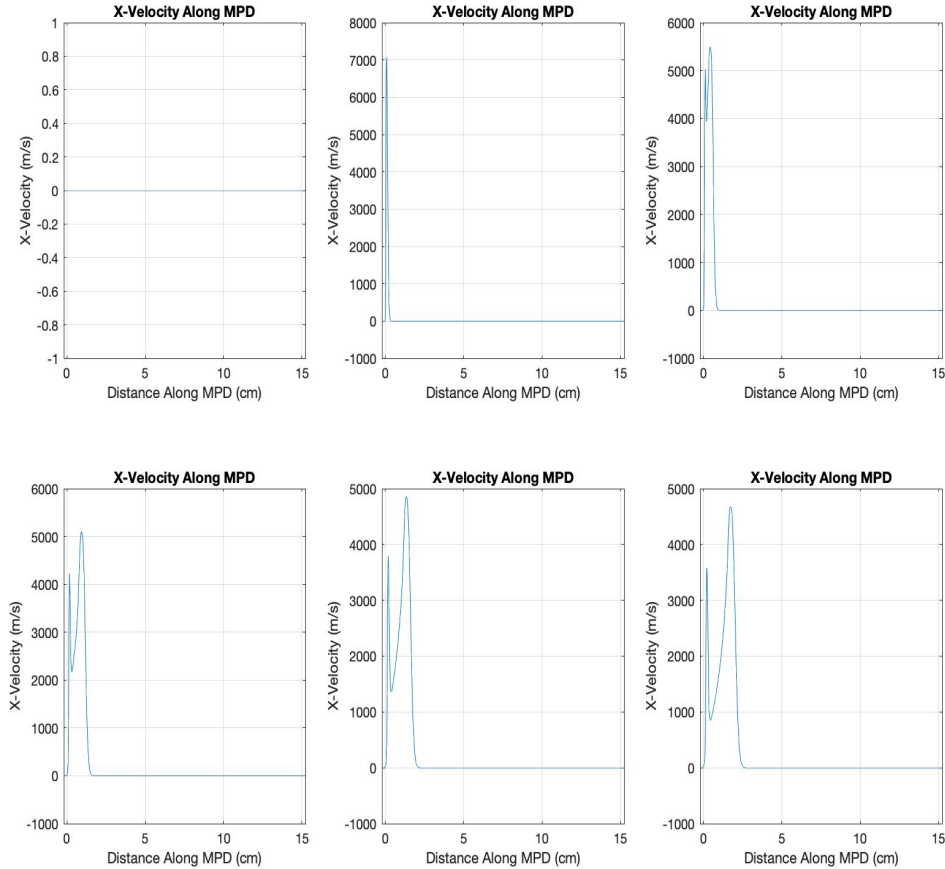 X-Velocity Along MPD
X-Velocity (m/s)
1
0.8
0.6
0.4
0.2
0
-0.2
-0.4
-0.6
-0.8
-1
0 5 10 15
Distance Along MPD (cm)
X-Velocity Along MPD
X-Velocity (m/s)
8000
7000
6000
5000
4000
3000
2000
1000
0
-1000
0 5 10 15
Distance Along MPD (cm)
X-Velocity Along MPD
X-Velocity (m/s)
6000
5000
4000
3000
2000
1000
0
-1000
0 5 10 15
Distance Along MPD (cm)
X-Velocity Along MPD
X-Velocity (m/s)
6000
5000
4000
3000
2000
1000
0
-1000
0 5 10 15
Distance Along MPD (cm)
X-Velocity Along MPD
X-Velocity (m/s)
5000
4000
3000
2000
1000
0
-1000
0 5 10 15
Distance Along MPD (cm)
X-Velocity Along MPD
X-Velocity (m/s)
5000
4000
3000
2000
1000
0
-1000
0 5 10 15
Distance Along MPD (cm)